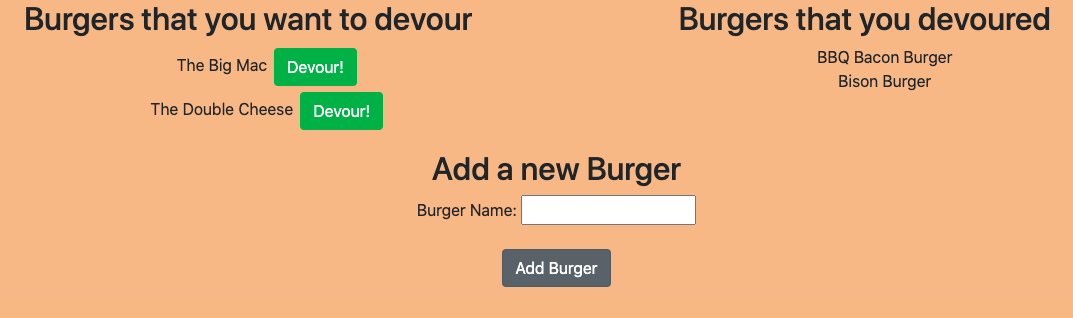 Burgers that you want to devour
The Big Mac Devour!
The Double Cheese Devour!
Burgers that you devoured
BBQ Bacon Burger
Bison Burger
Add a new Burger
Burger Name:
Add Burger